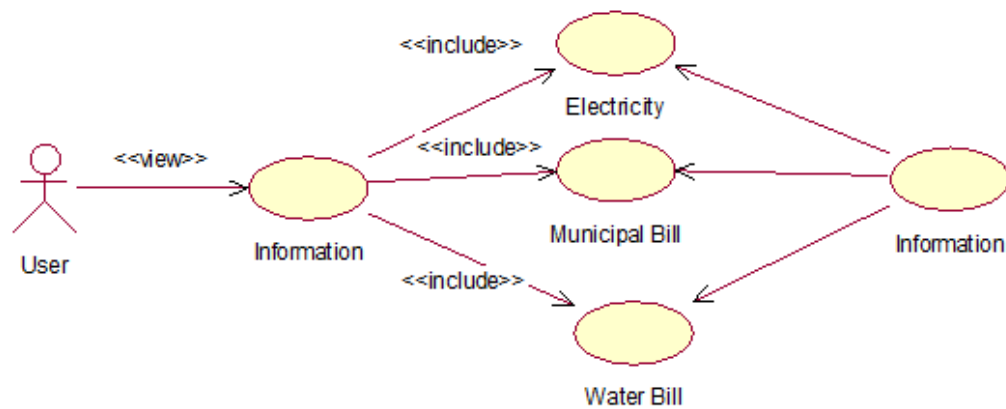 <<include>>
Electricity
<<view>>
<<include>>
User
Information
Municipal Bill
Information
<<include>>
Water Bill